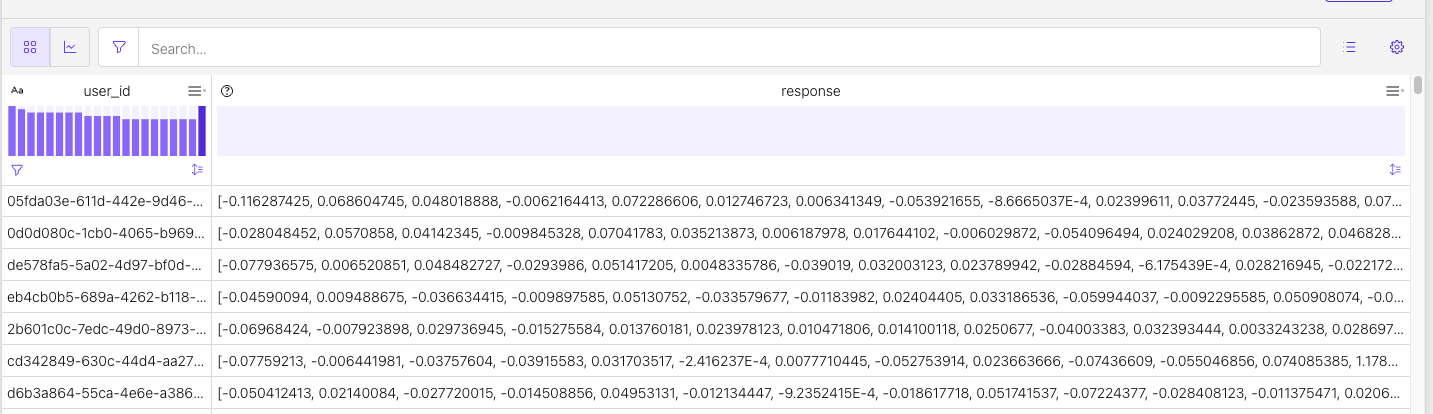 Search...
Aa user_id response
05fda03e-611d-442e-9d46-... [-0.116287425, 0.068604745, 0.048018888, -0.0062164413, 0.072286606, 0.012746723, 0.006341349, -0.053921655, -8.6665037E-4, 0.02399611, 0.03772445, -0.023593588, 0.07...
0d0d080c-1cb0-4065-b969... [-0.028048452, 0.0570858, 0.04142345, -0.009845328, 0.07041783, 0.035213873, 0.006187978, 0.017644102, -0.006029872, -0.054096494, 0.024029208, 0.03862872, 0.046828...
de578fa5-5a02-4d97-bf0d-... [-0.077936575, 0.006520851, 0.048482727, -0.0293986, 0.051417205, 0.0048335786, -0.039019, 0.032003123, 0.023789942, -0.02884594, -6.175439E-4, 0.028216945, -0.022172...
eb4cb0b5-689a-4262-b118-... [-0.04590094, 0.009488675, -0.036634415, -0.009897585, 0.05130752, -0.033579677, -0.01183982, 0.02404405, 0.033186536, -0.059944037, -0.0092295585, 0.050908074, -0.0...
2b601c0c-7edc-49d0-8973-... [-0.06968424, -0.007923898, 0.029736945, -0.015275584, 0.013760181, 0.023978123, 0.010471806, 0.014100118, 0.0250677, -0.04003383, 0.032393444, 0.0033243238, 0.028697...
cd342849-630c-44d4-aa27... [-0.07759213, -0.006441981, -0.03757604, -0.03915583, 0.031703517, -2.416237E-4, 0.0077710445, -0.052753914, 0.023663666, -0.07436609, -0.055046856, 0.074085385, 1.178...
d6b3a864-55ca-4e6e-a386... [-0.050412413, 0.02140084, -0.027720015, -0.014508856, 0.04953131, -0.012134447, -9.2352415E-4, -0.018617718, 0.051741537, -0.07224377, -0.028408123, -0.011375471, 0.0206...